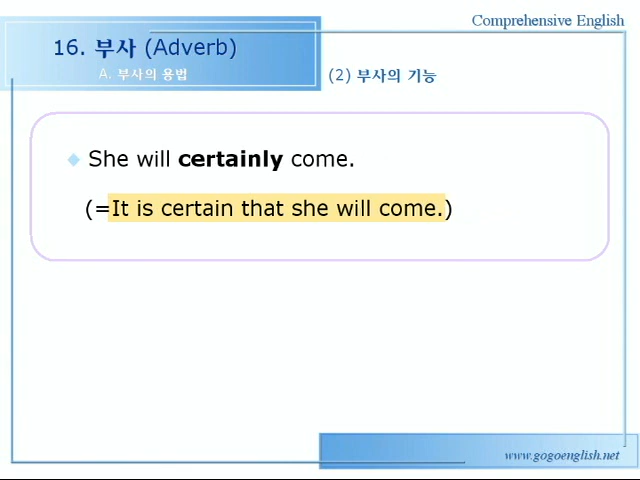 Comprehensive English
16. 부사 (Adverb)
A. 부사의 용법
(2) 부사의 기능
She will certainly come.
(=It is certain that she will come.)
www.gogoenglish.net